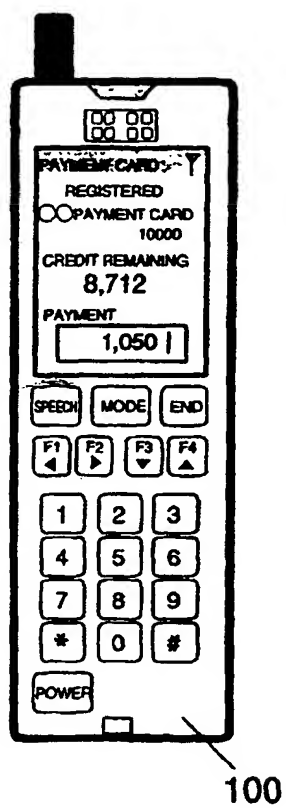 PAYMENT CARD
REGISTERED
○○PAYMENT CARD
10000
CREDIT REMAINING
8,712
PAYMENT
1,050
SPEECH MODE END
F1 F2 F3 F4
1 2 3
4 5 6
7 8 9
* 0 #
POWER
100